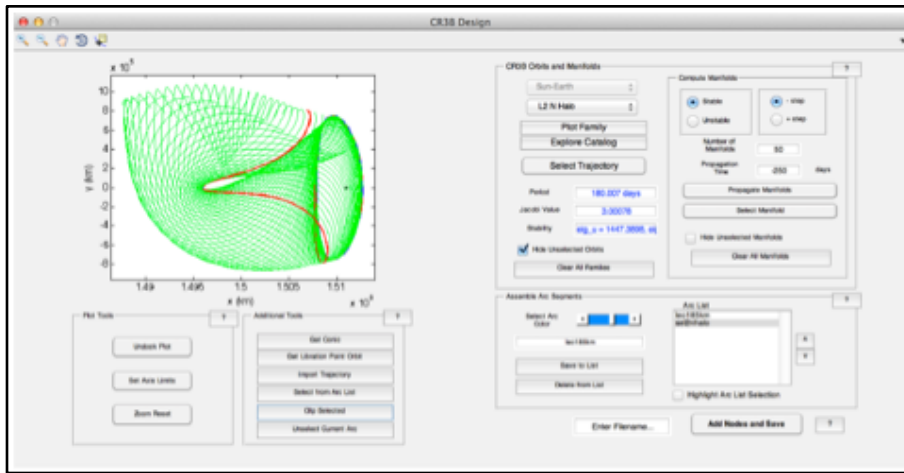 CR3B Design
x 10⁵
10
8
6
4
2
0
-2
-4
-6
-8
y (km)
1.49
1.495
1.5
1.505
1.51
x (km)
x 10⁸
Plot Tools
?
Undock Plot
Set Axis Limits
Zoom Reset
Additional Tools
?
Get Conic
Get Libration Point Orbit
Import Trajectory
Select from Arc List
Clip Selected
Unselect Current Arc
CR3B Orbits and Manifolds
?
Sun-Earth
L2 N Halo
Plot Family
Explore Catalog
Select Trajectory
Period
180.007 days
Jacobi Value
3.00078
Stability
Hide Unselected Orbits
Clear All Families
Compute Manifolds
Stable
Unstable
- step
+ step
Number of
Manifolds
50
Propagation
Time
-250
days
Propagate Manifolds
Select Manifold
Hide Unselected Manifolds
Clear All Manifolds
Assemble Arc Segments
?
Select Arc
Color
leo185km
Save to List
Delete from List
Arc List
leo185km
Highlight Arc List Selection
Enter Filename...
Add Nodes and Save
?